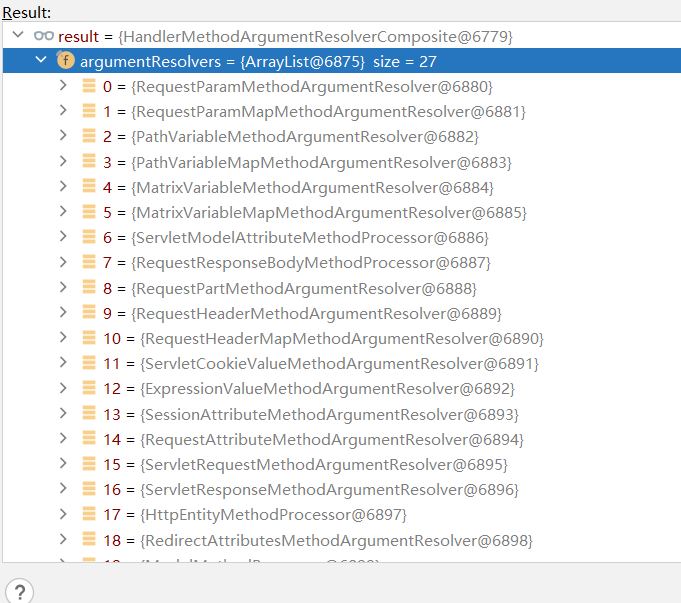 Result:
result = {HandlerMethodArgumentResolverComposite@6779}
f argumentResolvers = {ArrayList@6875} size = 27
0 = {RequestParamMethodArgumentResolver@6880}
1 = {RequestParamMapMethodArgumentResolver@6881}
2 = {PathVariableMethodArgumentResolver@6882}
3 = {PathVariableMapMethodArgumentResolver@6883}
4 = {MatrixVariableMethodArgumentResolver@6884}
5 = {MatrixVariableMapMethodArgumentResolver@6885}
6 = {ServletModelAttributeMethodProcessor@6886}
7 = {RequestResponseBodyMethodProcessor@6887}
8 = {RequestPartMethodArgumentResolver@6888}
9 = {RequestHeaderMethodArgumentResolver@6889}
10 = {RequestHeaderMapMethodArgumentResolver@6890}
11 = {ServletCookieValueMethodArgumentResolver@6891}
12 = {ExpressionValueMethodArgumentResolver@6892}
13 = {SessionAttributeMethodArgumentResolver@6893}
14 = {RequestAttributeMethodArgumentResolver@6894}
15 = {ServletRequestMethodArgumentResolver@6895}
16 = {ServletResponseMethodArgumentResolver@6896}
17 = {HttpEntityMethodProcessor@6897}
18 = {RedirectAttributesMethodArgumentResolver@6898}
?